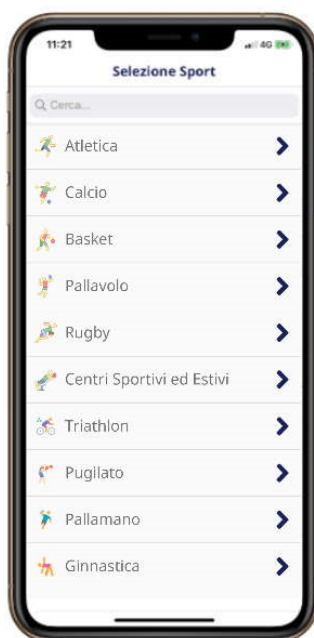 11:21
4G
Selezione Sport
Cerca...
Atletica
Calcio
Basket
Pallavolo
Rugby
Centri Sportivi ed Estivi
Triathlon
Pugilato
Pallamano
Ginnastica